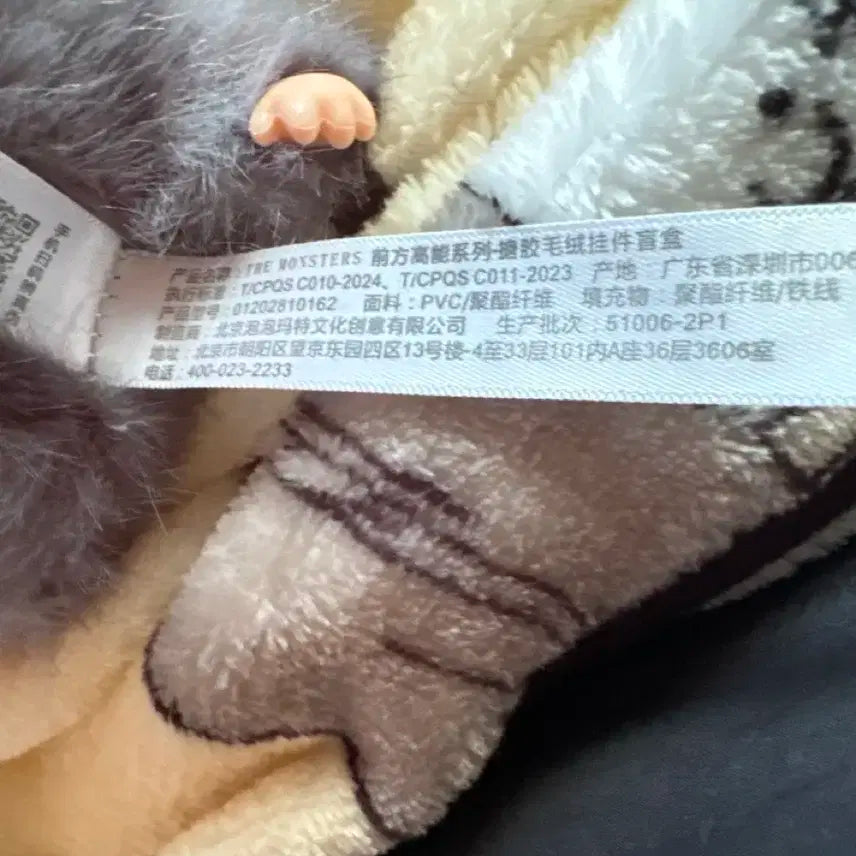 产品名称：THE MONSTERS 前方高能系列-搪胶毛绒挂件盲盒
执行标准：T/CPQS C010-2024、T/CPQS C011-2023 产地：广东省深圳市006
产品型号：01202810162 面料：PVC/聚酯纤维 填充物：聚酯纤维/铁线
制造商：北京泡泡玛特文化创意有限公司 生产批次：51006-2P1
地址：北京市朝阳区望京东园四区13号楼-4至33层101内A座36层3606室
电话：400-023-2233